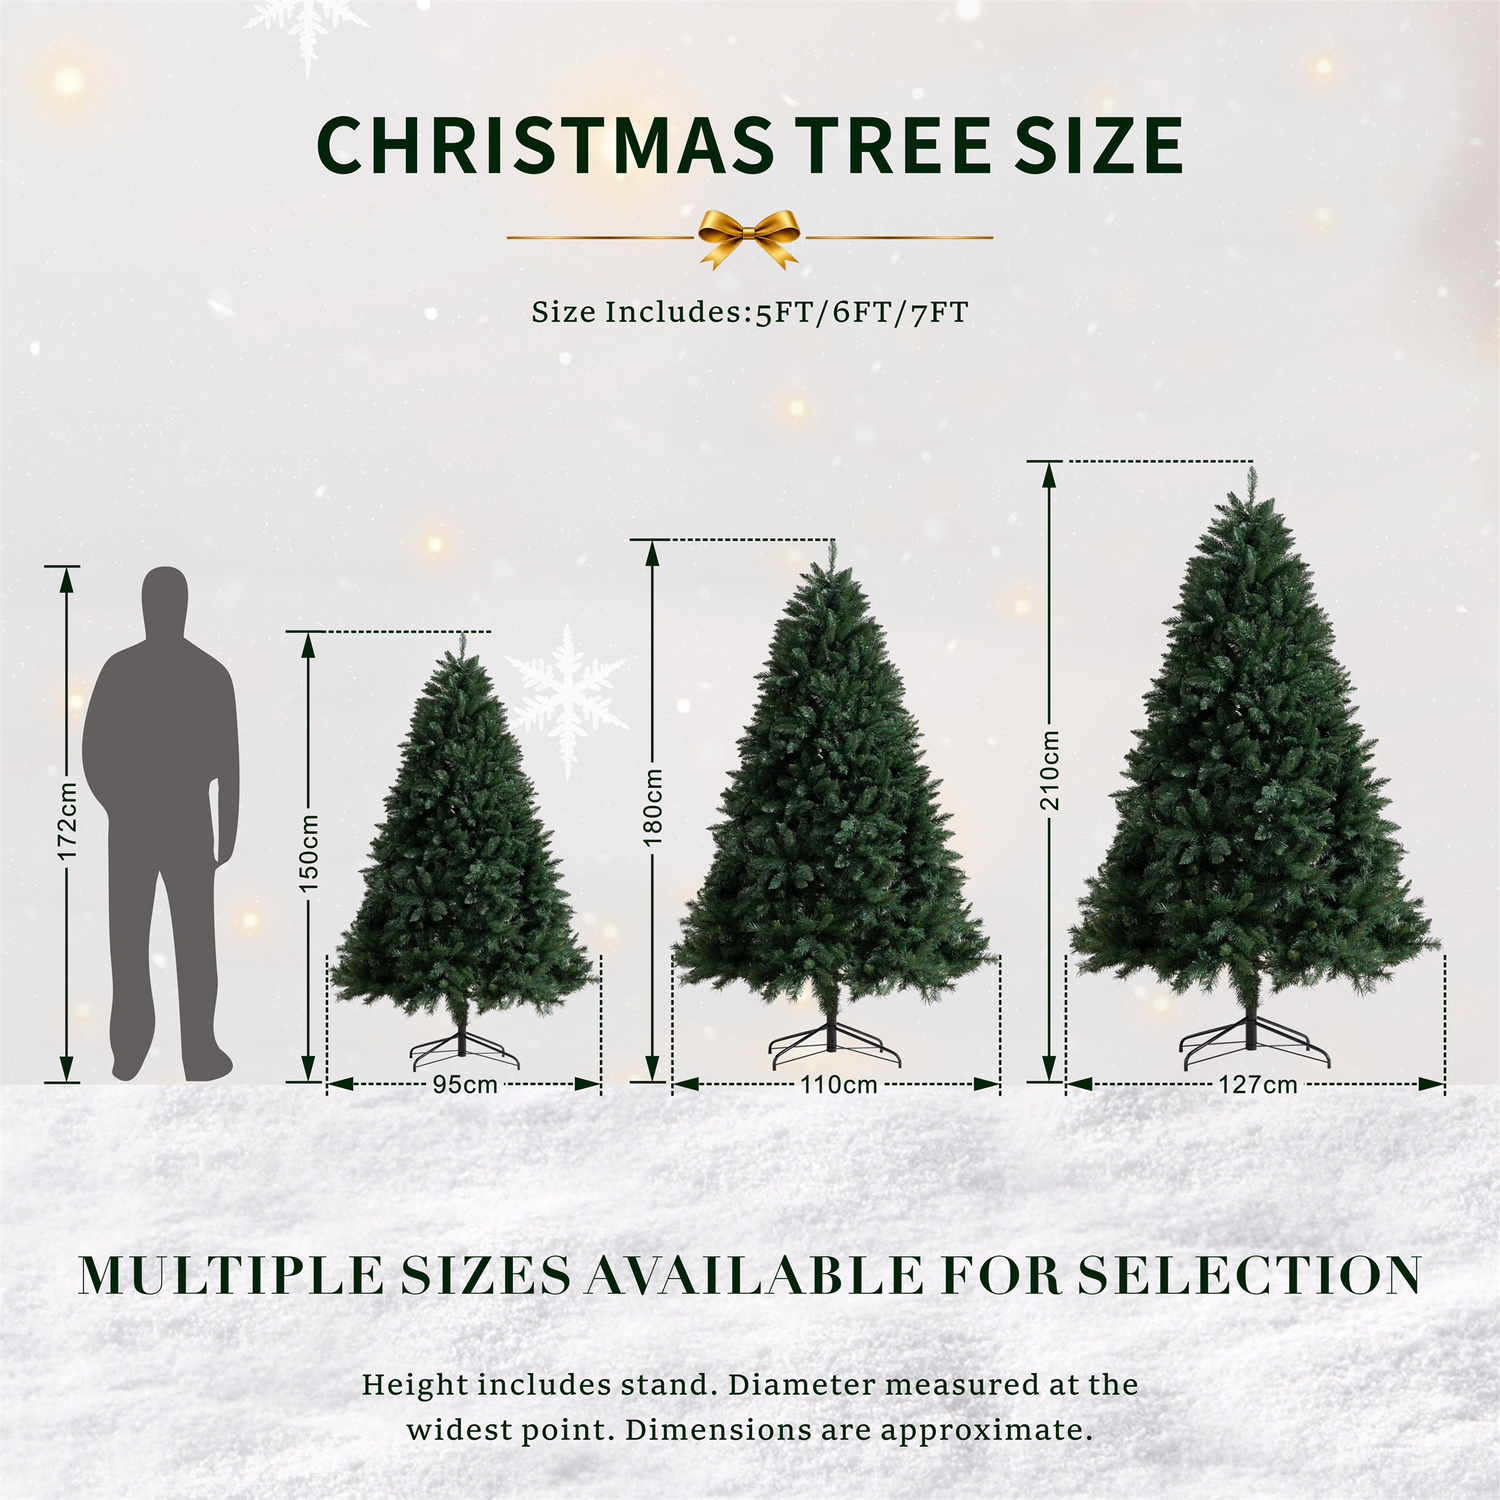 CHRISTMAS TREE SIZE
Size Includes:5FT/6FT/7FT
172cm
150cm
95cm
180cm
110cm
210cm
127cm
MULTIPLE SIZES AVAILABLE FOR SELECTION
Height includes stand. Diameter measured at the
widest point. Dimensions are approximate.